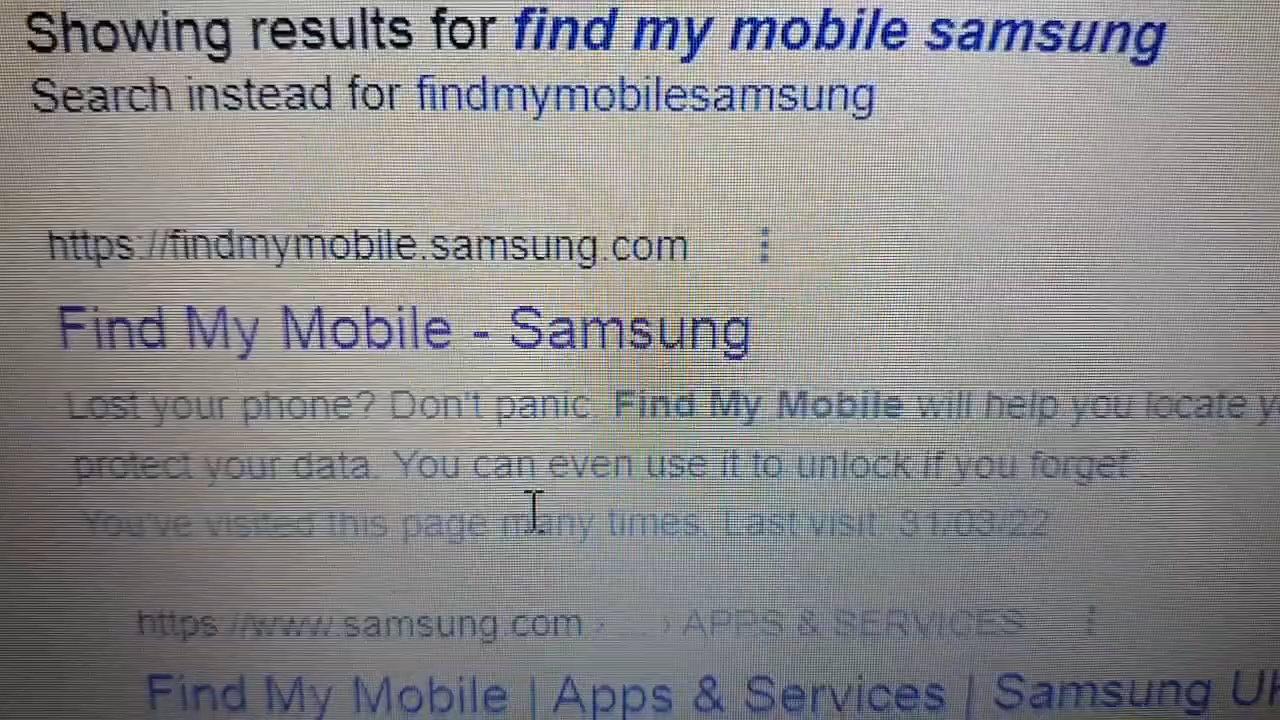 Showing results for find my mobile samsung
Search instead for findmymobilesamsung
https://findmymobile.samsung.com
Find My Mobile - Samsung
Lost your phone? Don't panic. Find My Mobile will help you locate y
protect your data. You can even use it to unlock if you forget
You've visited this page many times. Last visit: 31/03/22
https://www.samsung.com › ... › APPS & SERVICES
Find My Mobile | Apps & Services | Samsung UK